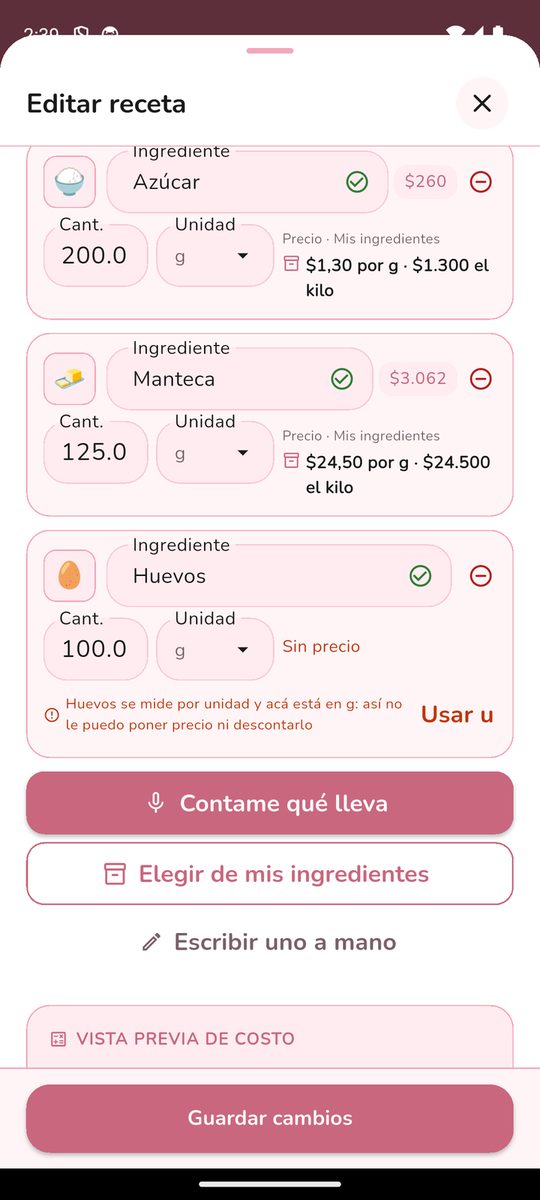 2:39
Editar receta
Ingrediente
Azúcar
$260
Cant.
Unidad
200.0
g
Precio · Mis ingredientes
$1,30 por g · $1.300 el
kilo
Ingrediente
Manteca
$3.062
Cant.
Unidad
125.0
g
Precio · Mis ingredientes
$24,50 por g · $24.500
el kilo
Ingrediente
Huevos
Cant.
Unidad
100.0
g
Sin precio
Huevos se mide por unidad y acá está en g: así no
le puedo poner precio ni descontarlo
Usar u
Contame qué lleva
Elegir de mis ingredientes
Escribir uno a mano
VISTA PREVIA DE COSTO
Guardar cambios